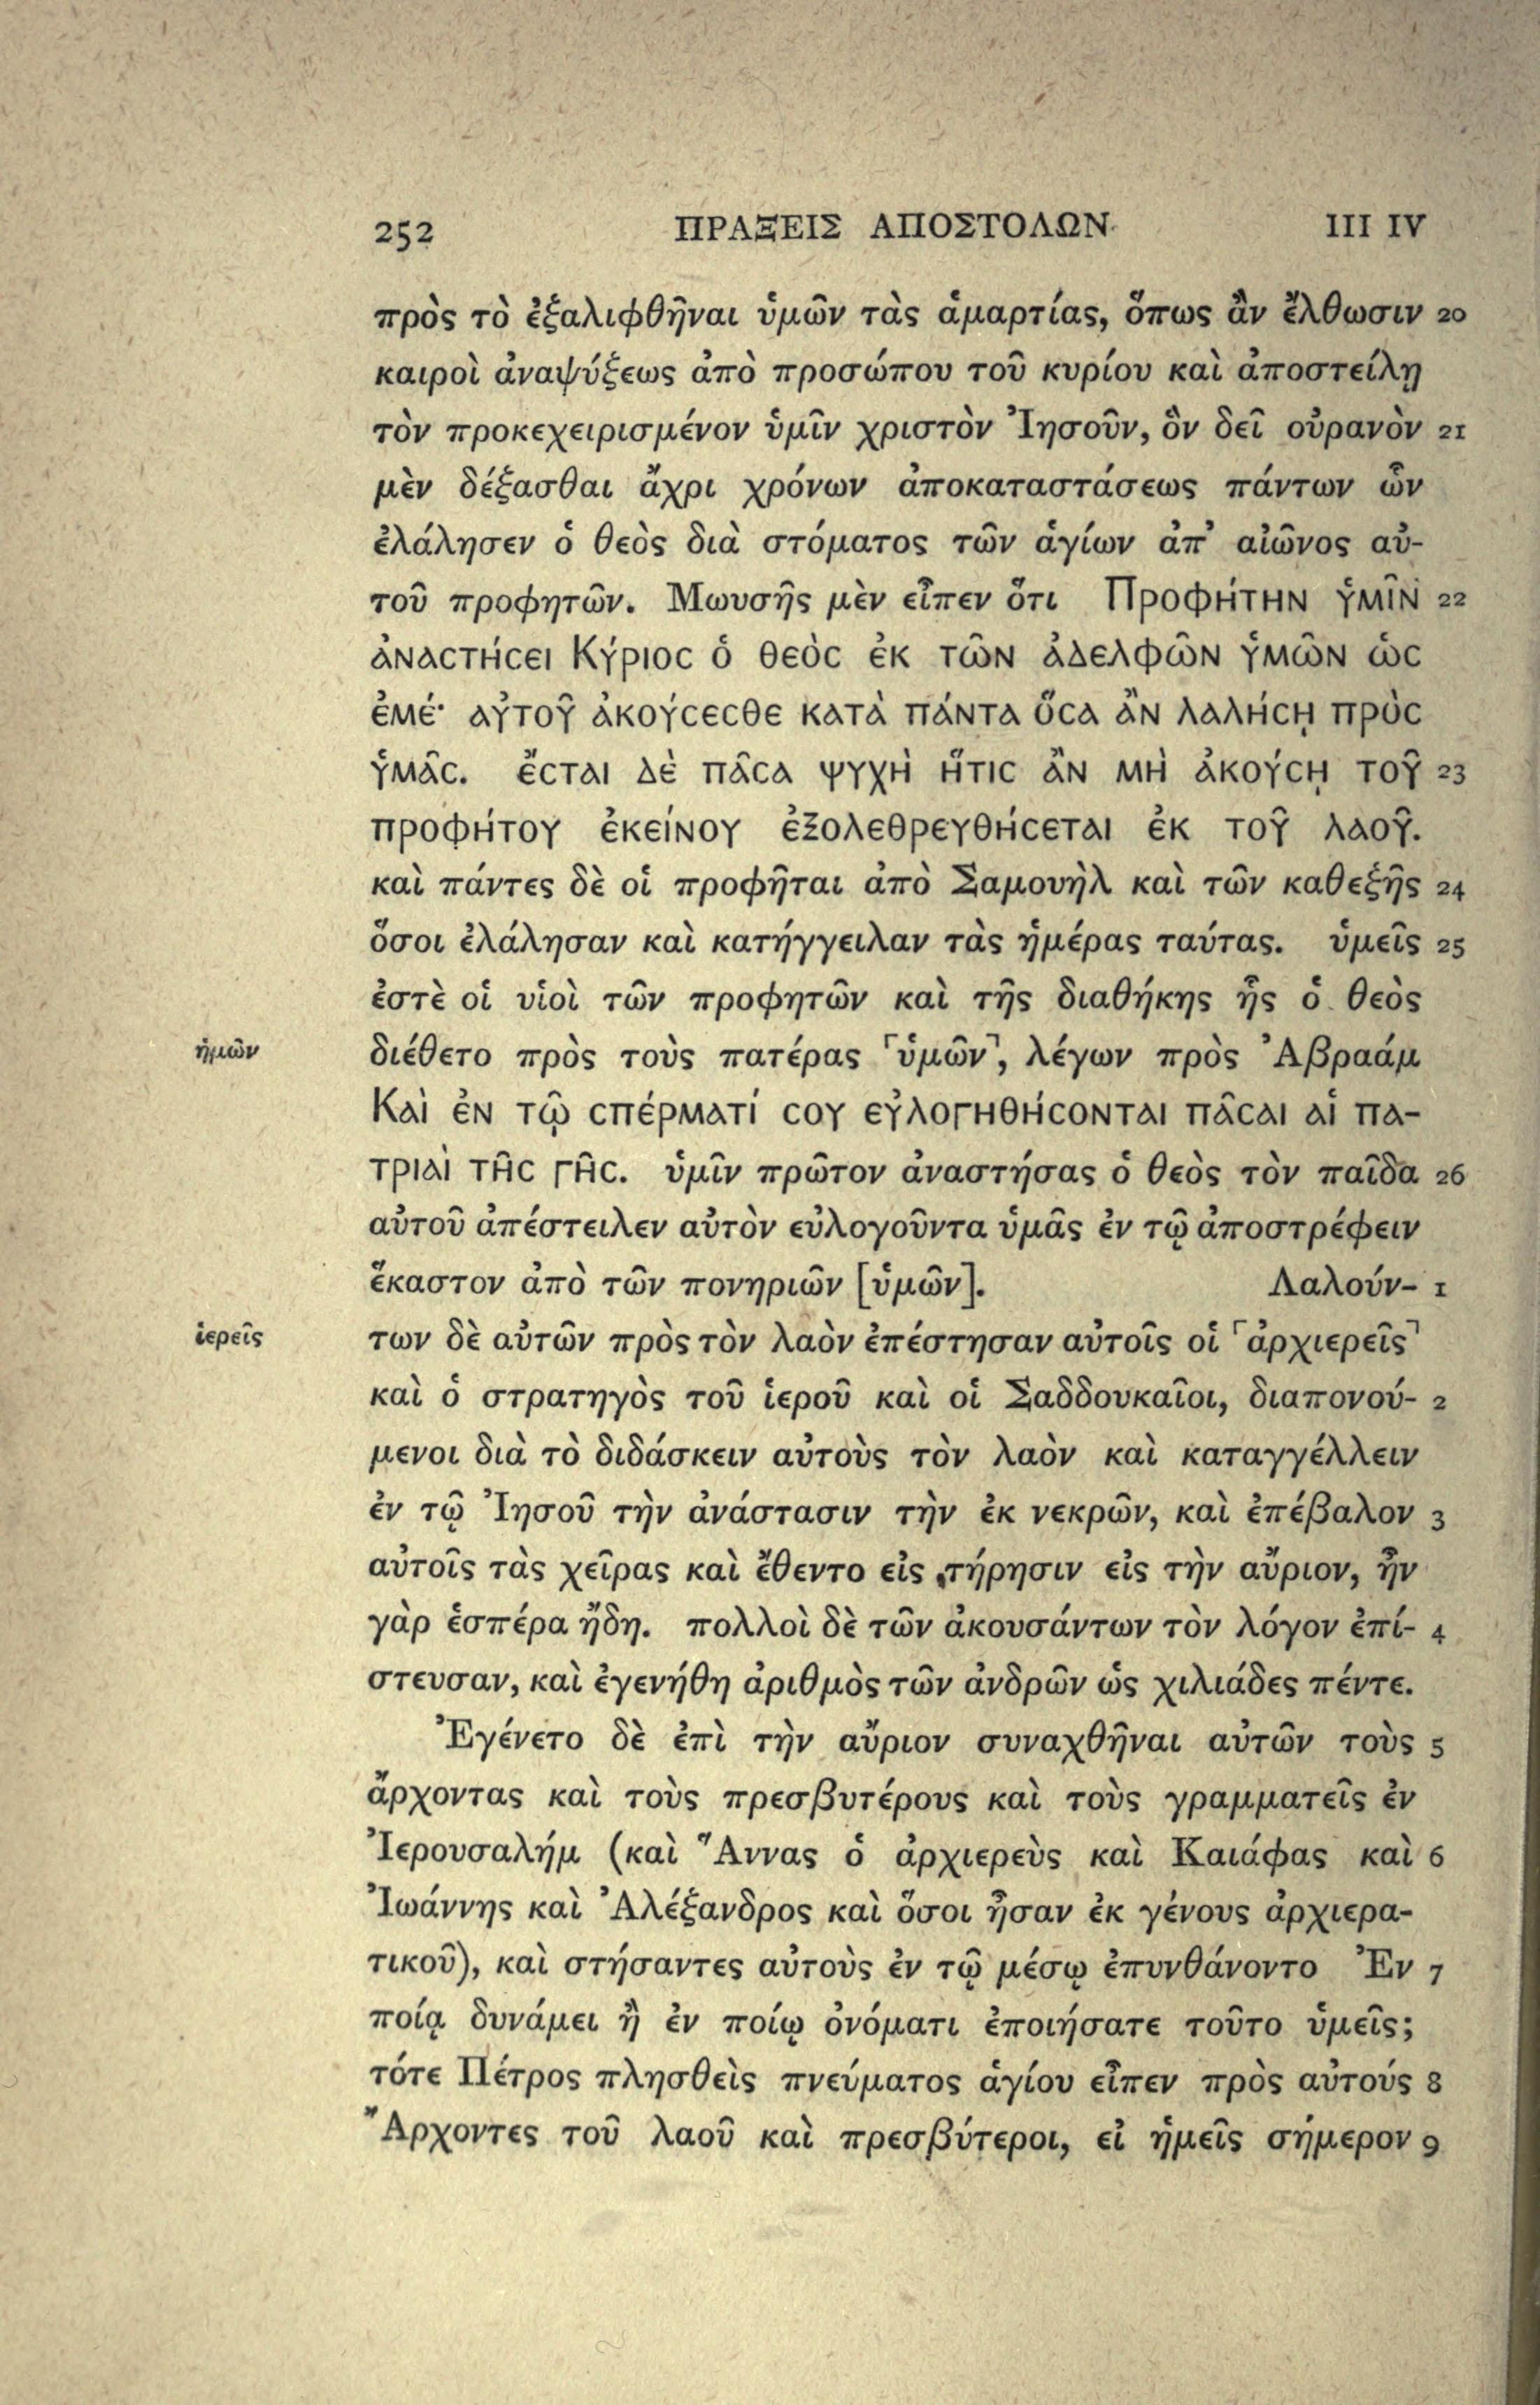 252 ΠΡΑΞΕΙΣ ΑΠΟΣΤΟΛΩΝ III IV
πρὸς τὸ ἐξαλιφθῆναι ὑμῶν τὰς ἁμαρτίας, ὅπως ἂν ἔλθωσιν 20
καιροὶ ἀναψύξεως ἀπὸ προσώπου τοῦ κυρίου καὶ ἀποστείλῃ
τὸν προκεχειρισμένον ὑμῖν χριστὸν Ἰησοῦν, ὃν δεῖ οὐρανὸν 21
μὲν δέξασθαι ἄχρι χρόνων ἀποκαταστάσεως πάντων ὧν
ἐλάλησεν ὁ θεὸς διὰ στόματος τῶν ἁγίων ἀπ’ αἰῶνος αὐ-
τοῦ προφητῶν. Μωυσῆς μὲν εἶπεν ὅτι Προφήτην ὑμῖν 22
ἀναστήσει Κύριος ὁ θεὸς ἐκ τῶν ἀδελφῶν ὑμῶν ὡς
ἐμέ· αὐτοῦ ἀκούσεσθε κατὰ πάντα ὅσα ἂν λαλήσῃ πρὸς
ὑμᾶς. ἔσται δὲ πᾶσα ψυχὴ ἥτις ἂν μὴ ἀκούσῃ τοῦ 23
προφήτου ἐκείνου ἐξολεθρευθήσεται ἐκ τοῦ λαοῦ.
καὶ πάντες δὲ οἱ προφῆται ἀπὸ Σαμουὴλ καὶ τῶν καθεξῆς 24
ὅσοι ἐλάλησαν καὶ κατήγγειλαν τὰς ἡμέρας ταύτας. ὑμεῖς 25
ἐστὲ οἱ υἱοὶ τῶν προφητῶν καὶ τῆς διαθήκης ἧς ὁ θεὸς
ἡμῶν διέθετο πρὸς τοὺς πατέρας ⌜ὑμῶν⌝, λέγων πρὸς Ἀβραάμ
Καὶ ἐν τῷ σπέρματί σου εὐλογηθήσονται πᾶσαι αἱ πα-
τριαὶ τῆς γῆς. ὑμῖν πρῶτον ἀναστήσας ὁ θεὸς τὸν παῖδα 26
αὐτοῦ ἀπέστειλεν αὐτὸν εὐλογοῦντα ὑμᾶς ἐν τῷ ἀποστρέφειν
ἕκαστον ἀπὸ τῶν πονηριῶν [ὑμῶν]. Λαλούν- 1
ἱερεῖς των δὲ αὐτῶν πρὸς τὸν λαὸν ἐπέστησαν αὐτοῖς οἱ ⌜ἀρχιερεῖς⌝
καὶ ὁ στρατηγὸς τοῦ ἱεροῦ καὶ οἱ Σαδδουκαῖοι, διαπονού- 2
μενοι διὰ τὸ διδάσκειν αὐτοὺς τὸν λαὸν καὶ καταγγέλλειν
ἐν τῷ Ἰησοῦ τὴν ἀνάστασιν τὴν ἐκ νεκρῶν, καὶ ἐπέβαλον 3
αὐτοῖς τὰς χεῖρας καὶ ἔθεντο εἰς τήρησιν εἰς τὴν αὔριον, ἦν
γὰρ ἑσπέρα ἤδη. πολλοὶ δὲ τῶν ἀκουσάντων τὸν λόγον ἐπί- 4
στευσαν, καὶ ἐγενήθη ἀριθμὸς τῶν ἀνδρῶν ὡς χιλιάδες πέντε.
Ἐγένετο δὲ ἐπὶ τὴν αὔριον συναχθῆναι αὐτῶν τοὺς 5
ἄρχοντας καὶ τοὺς πρεσβυτέρους καὶ τοὺς γραμματεῖς ἐν
Ἰερουσαλήμ (καὶ Ἅννας ὁ ἀρχιερεὺς καὶ Καιάφας καὶ 6
Ἰωάννης καὶ Ἀλέξανδρος καὶ ὅσοι ἦσαν ἐκ γένους ἀρχιερα-
τικοῦ), καὶ στήσαντες αὐτοὺς ἐν τῷ μέσῳ ἐπυνθάνοντο Ἐν 7
ποίᾳ δυνάμει ἢ ἐν ποίῳ ὀνόματι ἐποιήσατε τοῦτο ὑμεῖς;
τότε Πέτρος πλησθεὶς πνεύματος ἁγίου εἶπεν πρὸς αὐτούς 8
Ἄρχοντες τοῦ λαοῦ καὶ πρεσβύτεροι, εἰ ἡμεῖς σήμερον 9